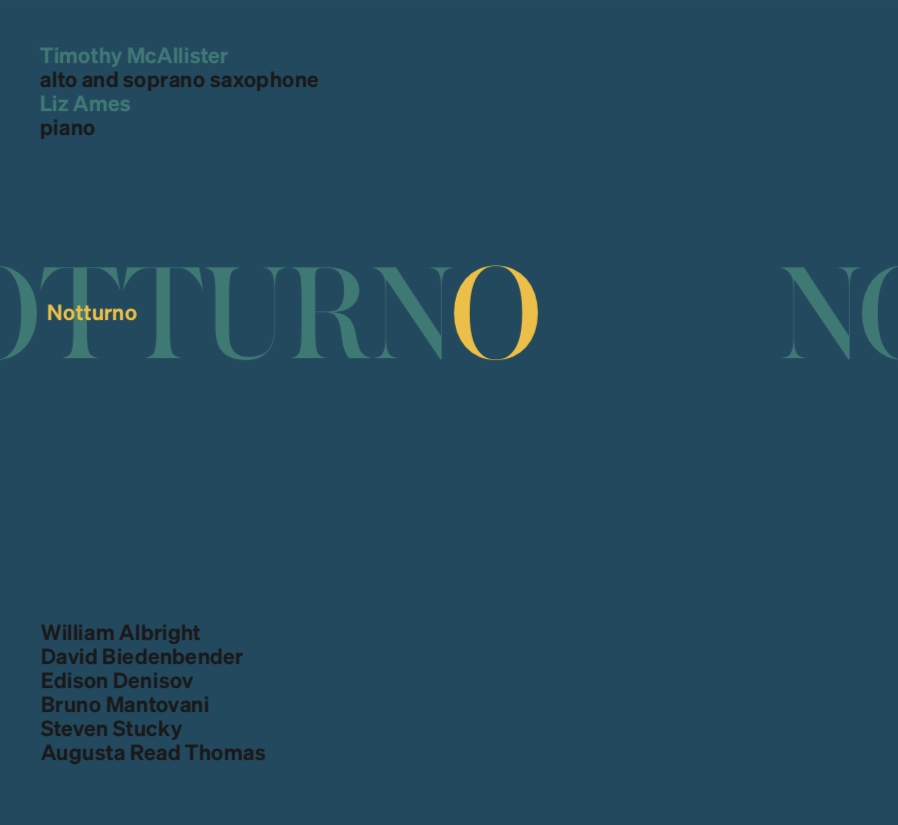 Timothy McAllister
alto and soprano saxophone
Liz Ames
piano
OTTURNO NO
Notturno
William Albright
David Biedenbender
Edison Denisov
Bruno Mantovani
Steven Stucky
Augusta Read Thomas